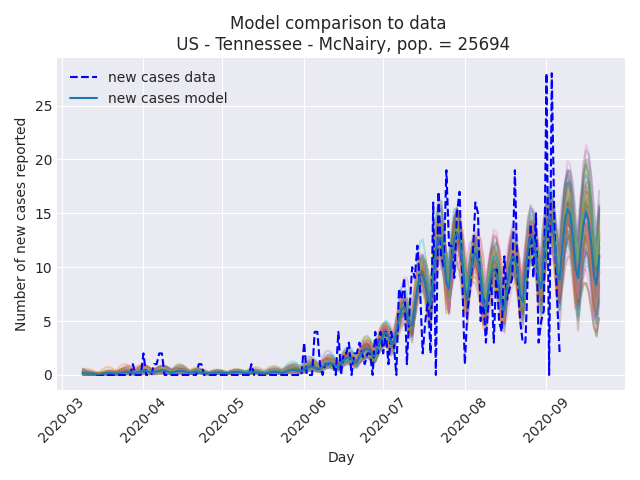 Model comparison to data
US - Tennessee - McNairy, pop. = 25694
new cases data
new cases model
Number of new cases reported
25
20
15
10
5
0
2020-03
2020-04
2020-05
2020-06
2020-07
2020-08
2020-09
Day